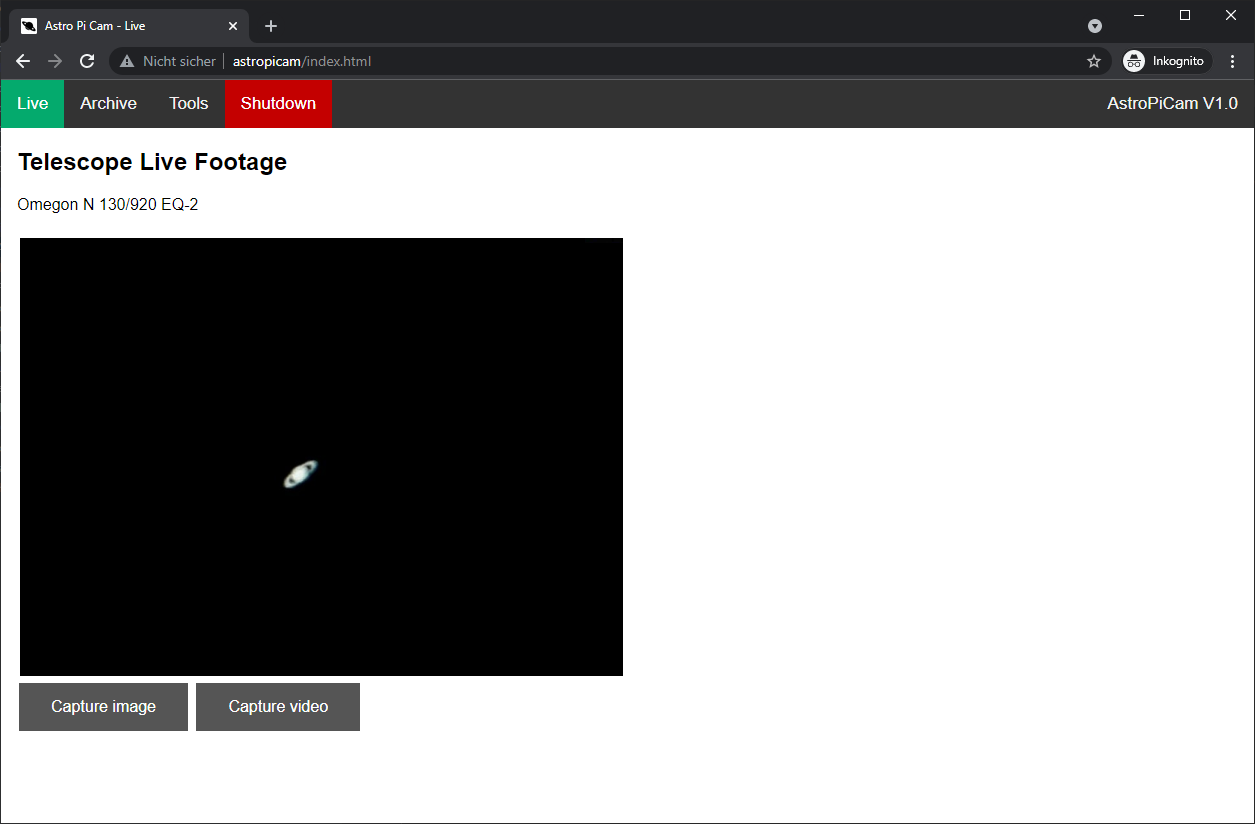 Astro Pi Cam - Live
Nicht sicher astropicam/index.html Inkognito
Live Archive Tools Shutdown AstroPiCam V1.0
Telescope Live Footage
Omegon N 130/920 EQ-2
Capture image Capture video